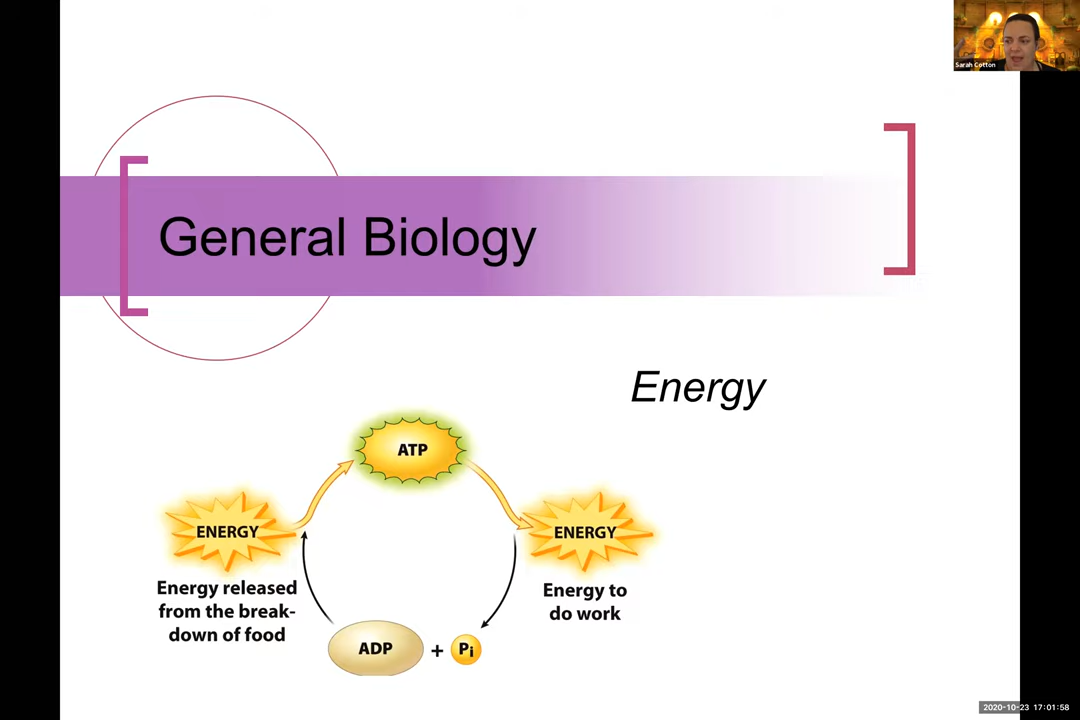 Sarah Cotton
General Biology
Energy
ATP
ENERGY
ENERGY
Energy released
from the break-
down of food
Energy to
do work
ADP + Pi
2020-10-23 17:01:58